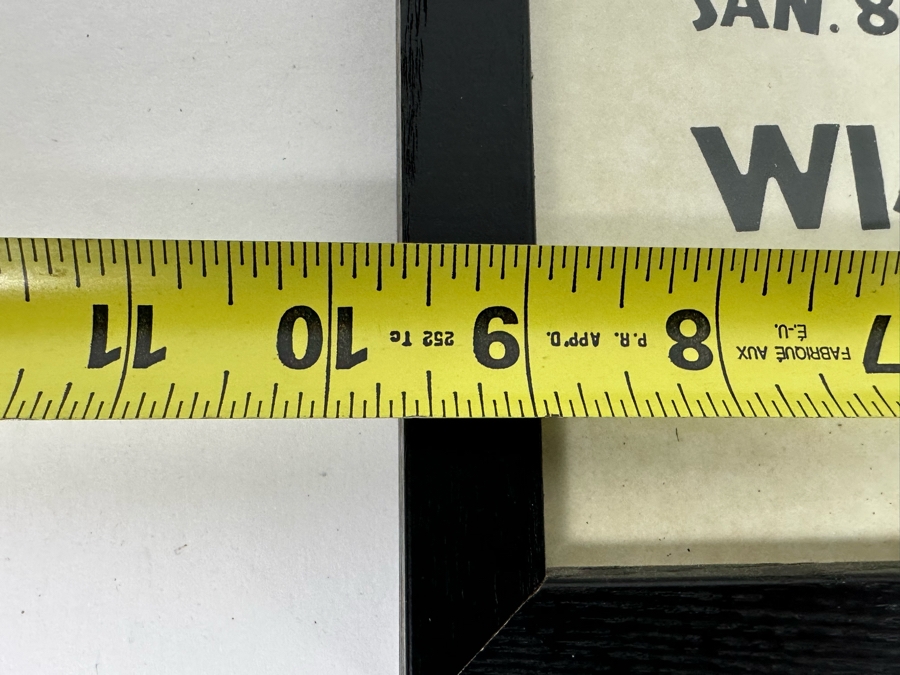 SAN. 8
WI
11 10 252 Tc 9 P.R. APP'D. 8 FABRIQUÉ AUX 7
É.-U.